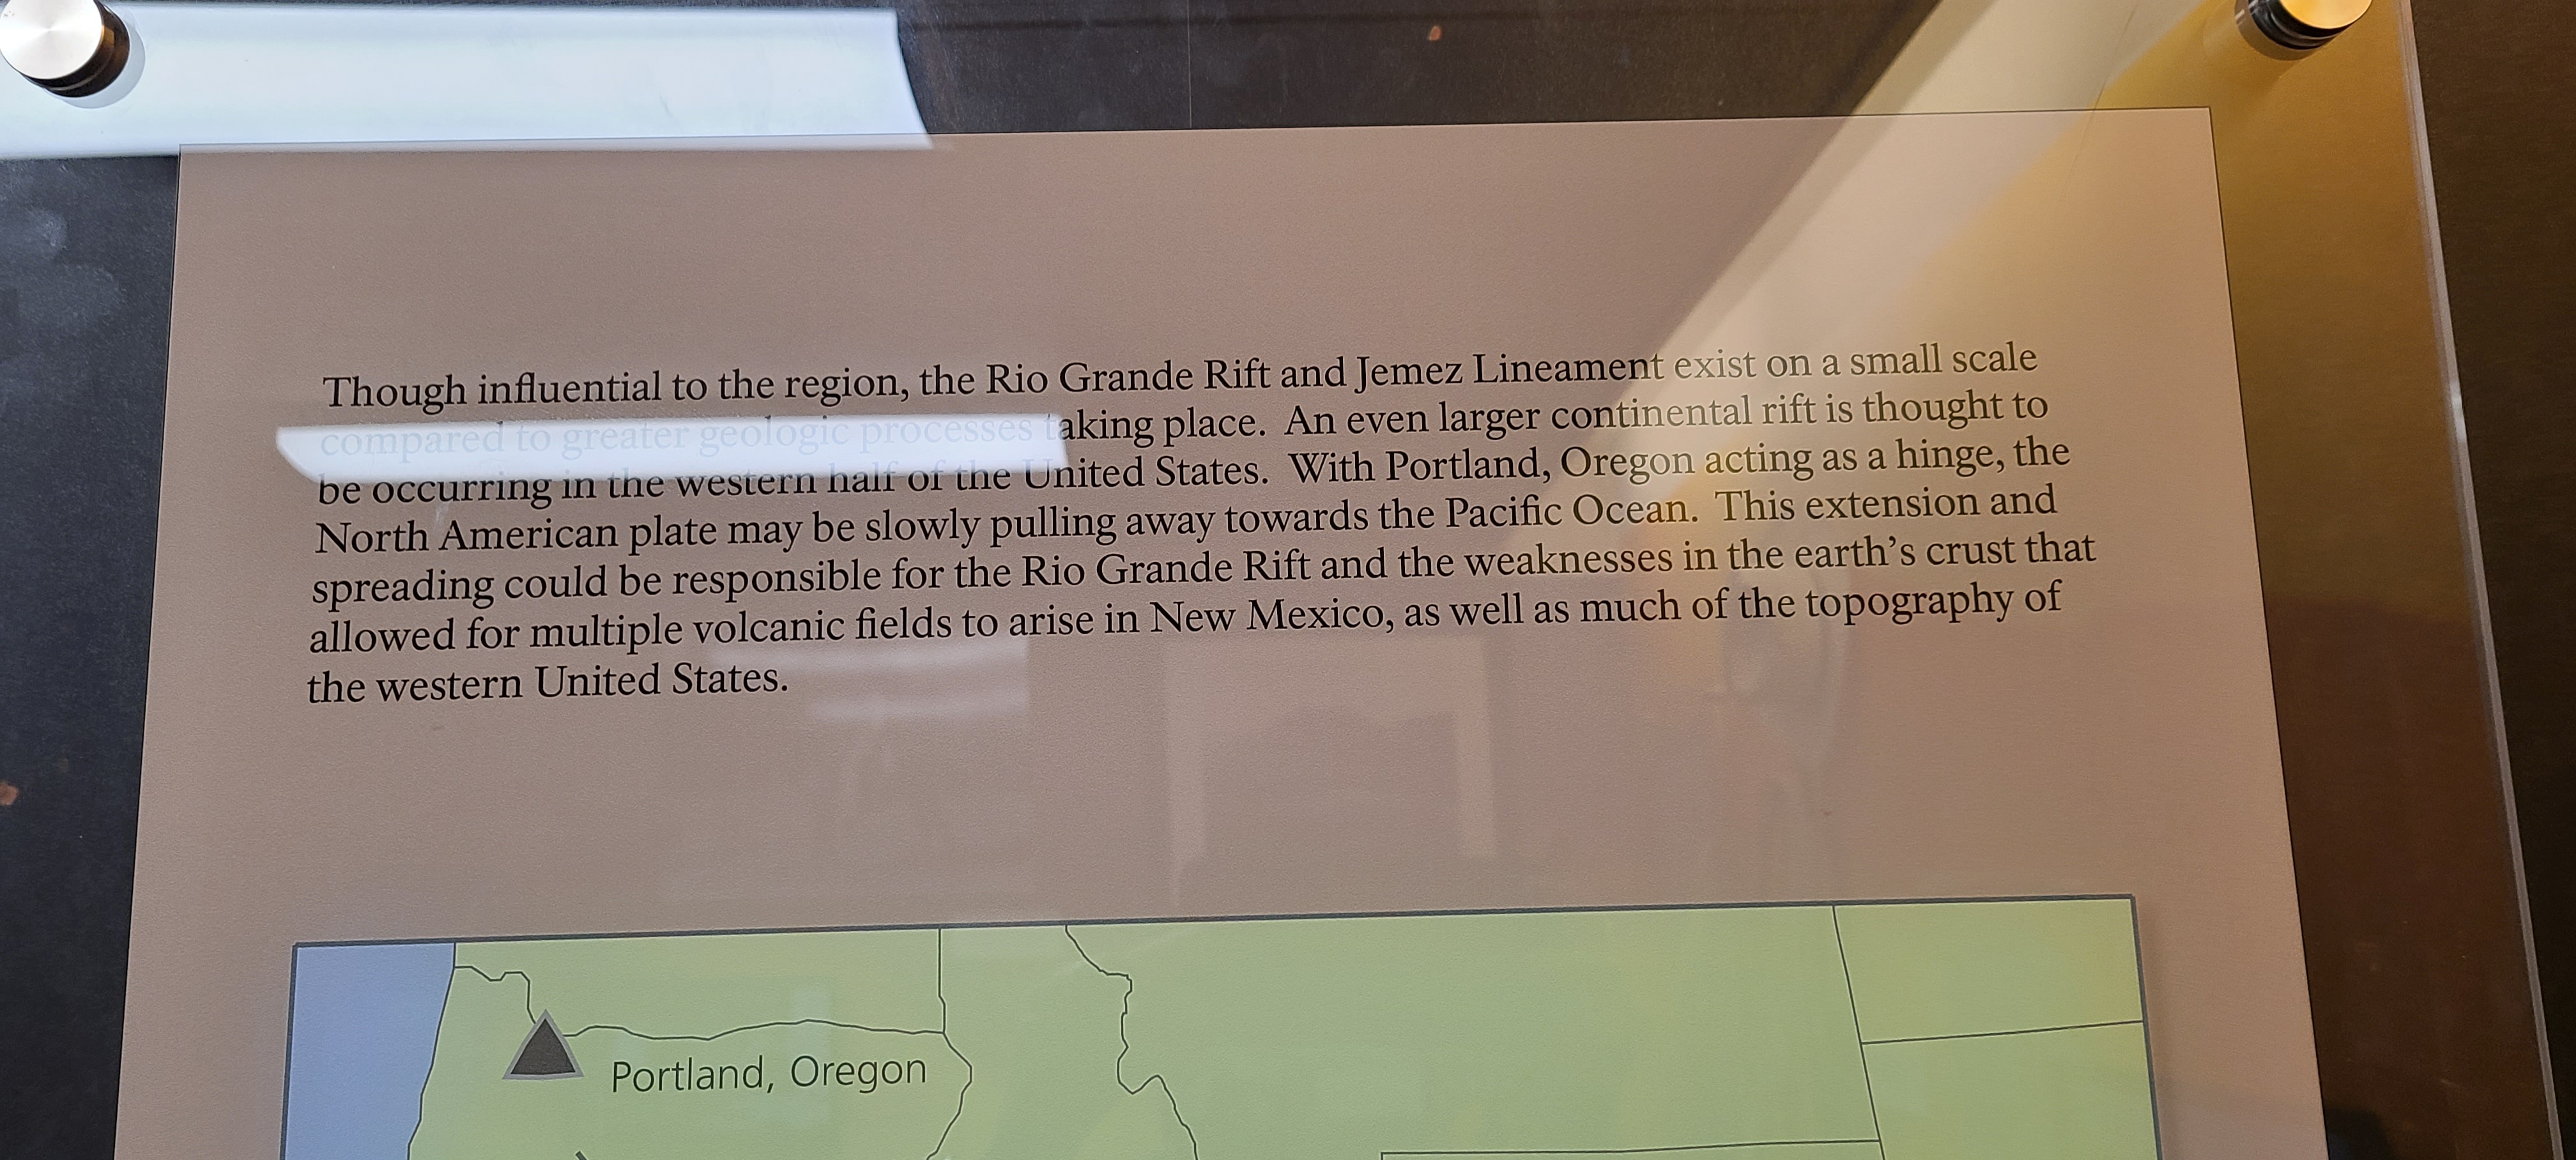 Though influential to the region, the Rio Grande Rift and Jemez Lineament exist on a small scale
compared to greater geologic processes taking place.  An even larger continental rift is thought to
be occurring in the western half of the United States.  With Portland, Oregon acting as a hinge, the
North American plate may be slowly pulling away towards the Pacific Ocean.  This extension and
spreading could be responsible for the Rio Grande Rift and the weaknesses in the earth’s crust that
allowed for multiple volcanic fields to arise in New Mexico, as well as much of the topography of
the western United States.
Portland, Oregon